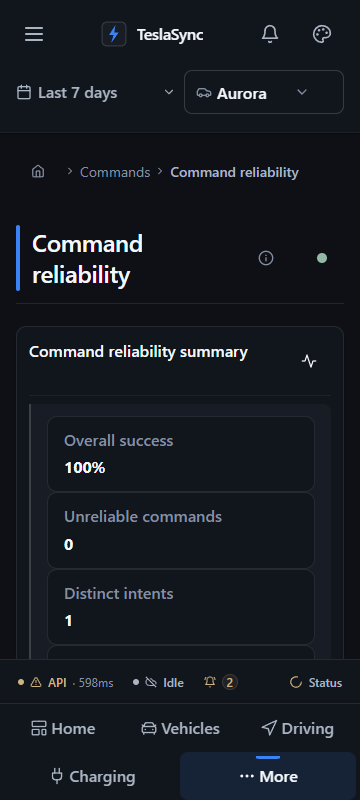 TeslaSync
Last 7 days
Aurora
Commands
Command reliability
Command
reliability
Command reliability summary
Overall success
100%
Unreliable commands
0
Distinct intents
1
API · 598ms
Idle
2
Status
Home
Vehicles
Driving
Charging
More